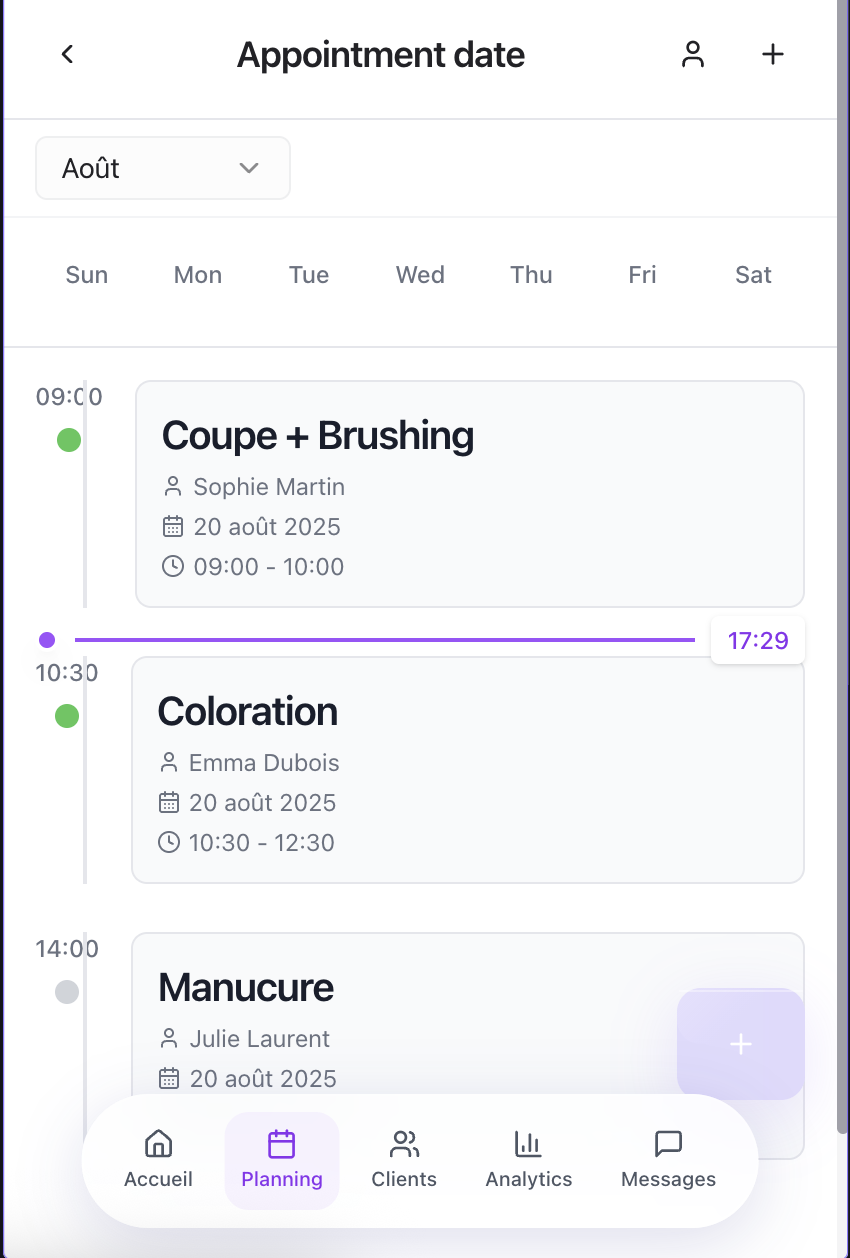 Appointment date
Août
Sun Mon Tue Wed Thu Fri Sat
09:00
Coupe + Brushing
Sophie Martin
20 août 2025
09:00 - 10:00
17:29
10:30
Coloration
Emma Dubois
20 août 2025
10:30 - 12:30
14:00
Manucure
Julie Laurent
20 août 2025
Accueil Planning Clients Analytics Messages